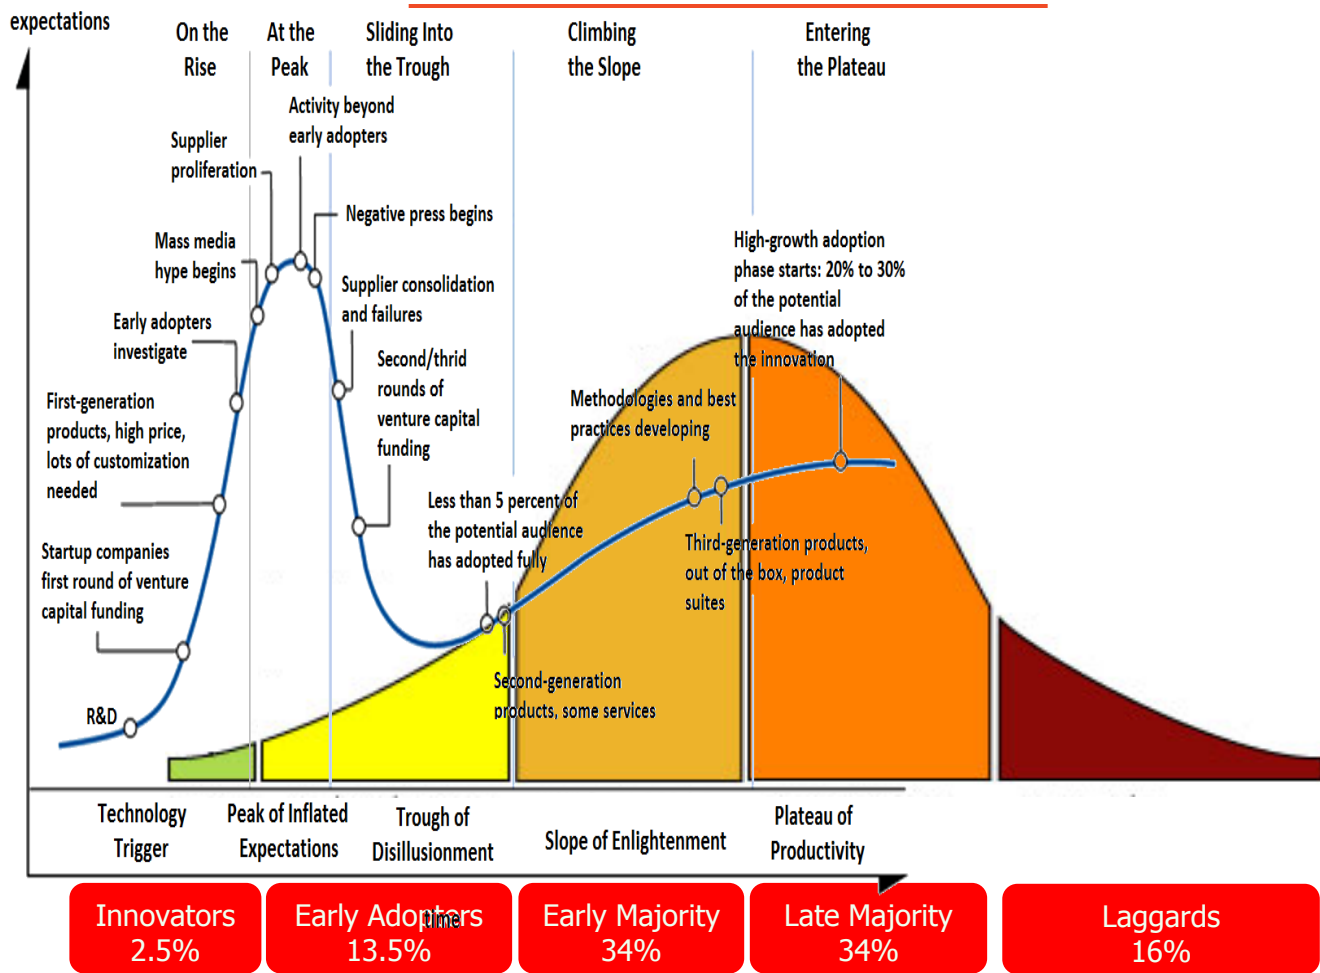 expectations
On the
Rise
At the
Peak
Sliding Into
the Trough
Climbing
the Slope
Entering
the Plateau
Activity beyond
early adopters
Supplier
proliferation
Negative press begins
Mass media
hype begins
Supplier consolidation
and failures
Early adopters
investigate
Second/thrid
rounds of
venture capital
funding
First-generation
products, high price,
lots of customization
needed
High-growth adoption
phase starts: 20% to 30%
of the potential
audience has adopted
the innovation
Methodologies and best
practices developing
Less than 5 percent of
the potential audience
has adopted fully
Startup companies
first round of venture
capital funding
Third-generation products,
out of the box, product
suites
Second-generation
products, some services
R&D
Technology
Trigger
Peak of Inflated
Expectations
Trough of
Disillusionment
Slope of Enlightenment
Plateau of
Productivity
time
Innovators
2.5%
Early Adopters
13.5%
Early Majority
34%
Late Majority
34%
Laggards
16%